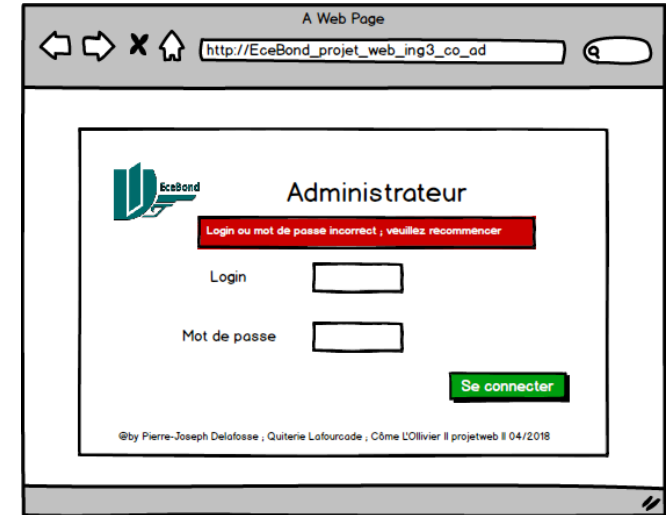 A Web Page
http://EceBond_projet_web_ing3_co_ad
EceBond
Administrateur
Login ou mot de passe incorrect ; veuillez recommencer
Login
Mot de passe
Se connecter
@by Pierre-Joseph Delafosse ; Quiterie Lafourcade ; Côme L'Ollivier II projetweb II 04/2018